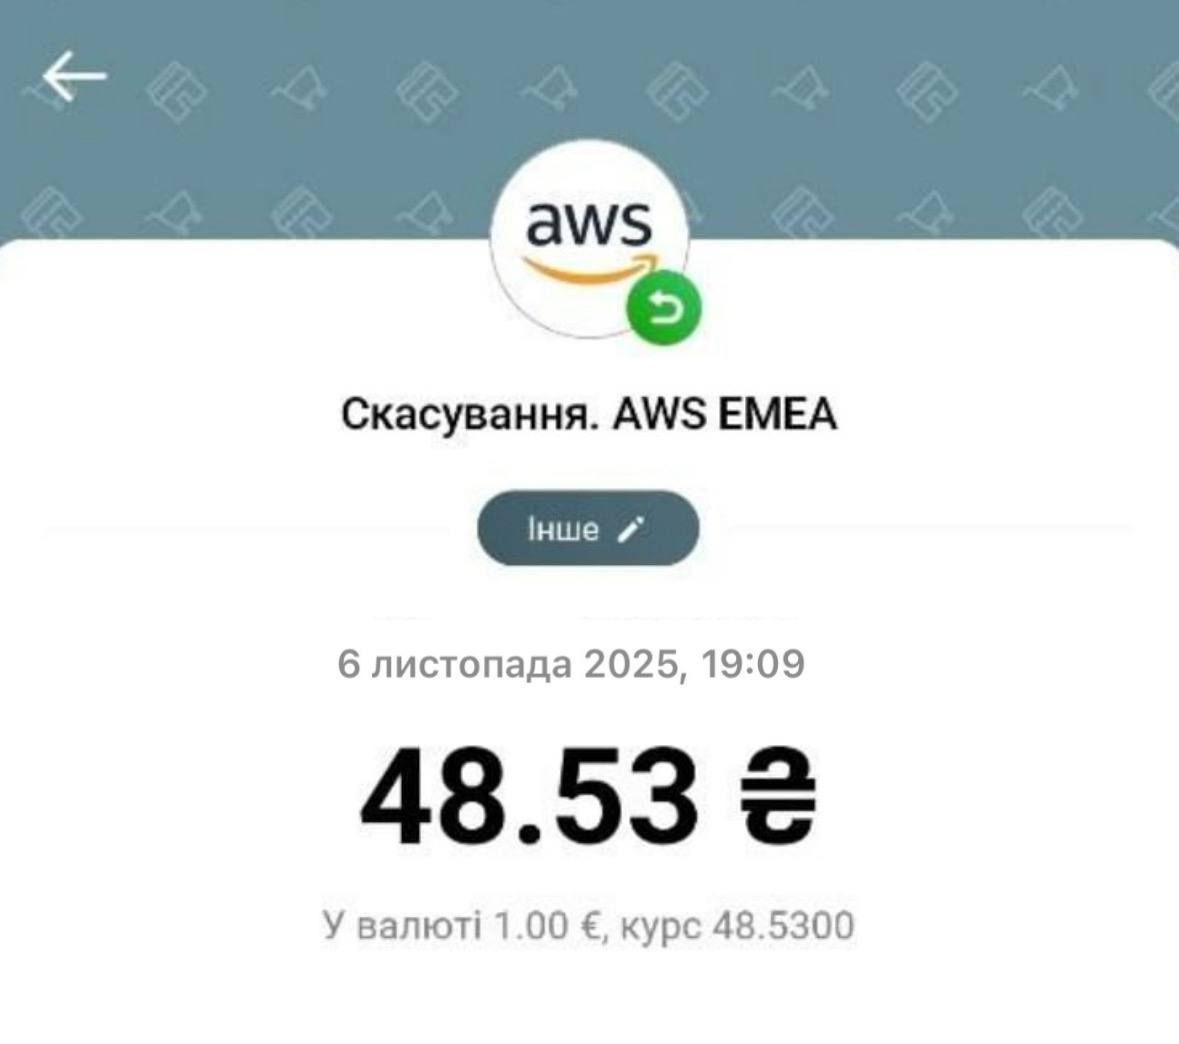 aws
Скасування. AWS EMEA
Інше
6 листопада 2025, 19:09
48.53 ₴
У валюті 1.00 €, курс 48.5300